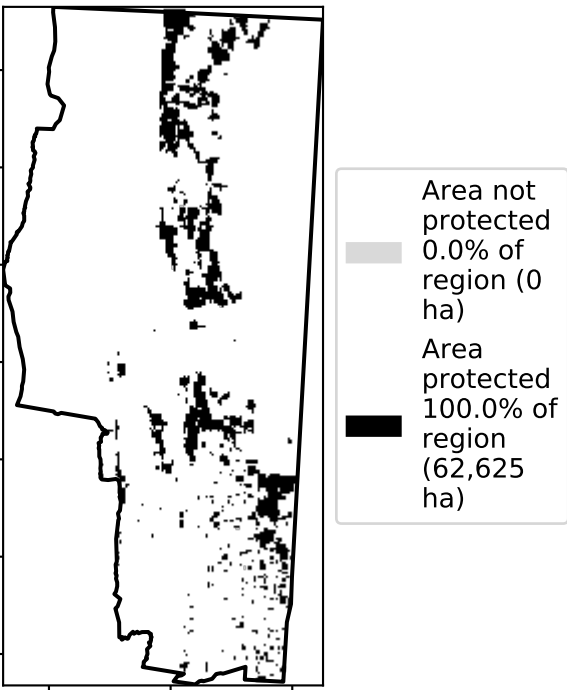 Area not
protected
0.0% of
region (0
ha)
Area
protected
100.0% of
region
(62,625
ha)